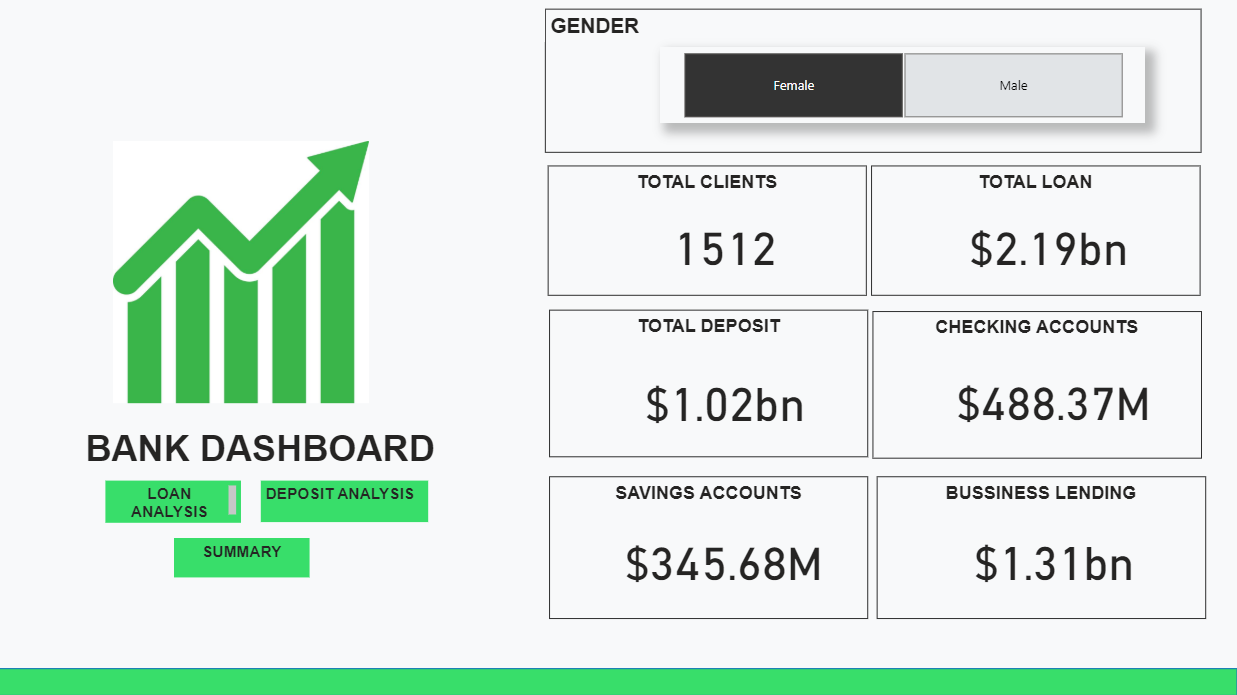 GENDER
Female
Male
TOTAL CLIENTS
1512
TOTAL LOAN
$2.19bn
TOTAL DEPOSIT
$1.02bn
CHECKING ACCOUNTS
$488.37M
SAVINGS ACCOUNTS
$345.68M
BUSSINESS LENDING
$1.31bn
BANK DASHBOARD
LOAN
ANALYSIS
DEPOSIT ANALYSIS
SUMMARY